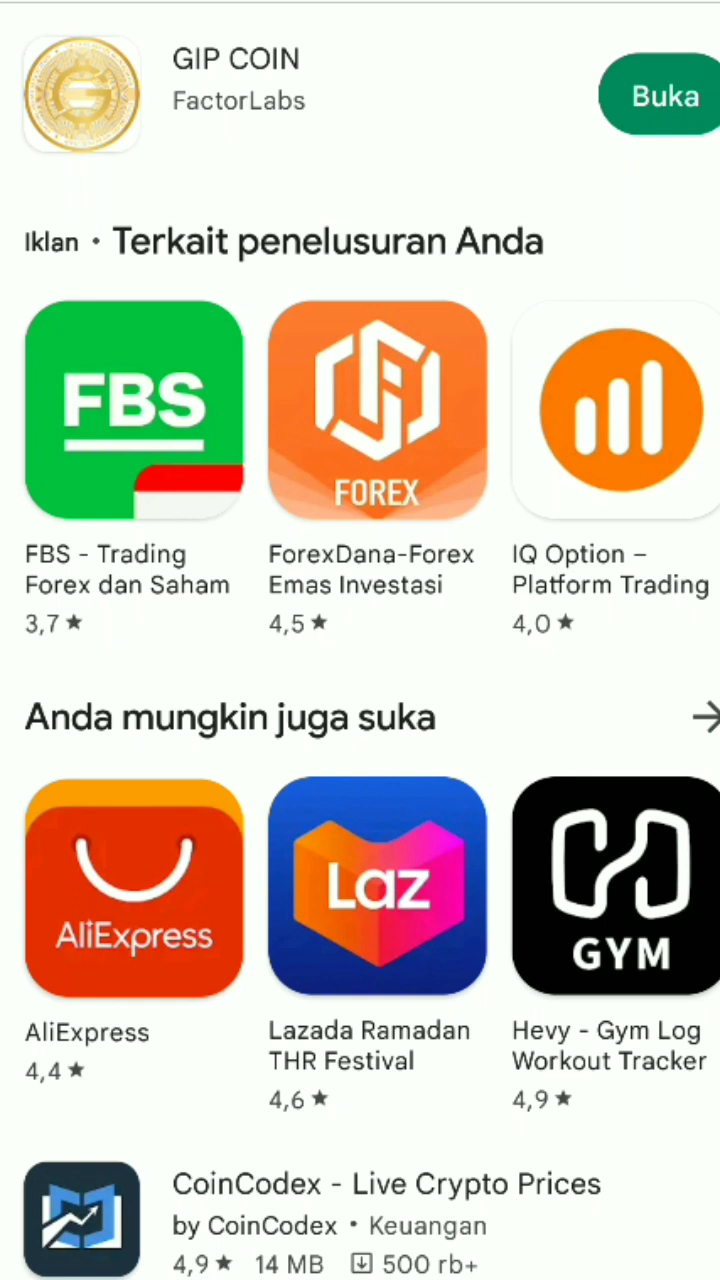 GIP COIN
FactorLabs
Buka
Iklan • Terkait penelusuran Anda
FBS
FOREX
FBS - Trading
Forex dan Saham
3,7 ★
ForexDana-Forex
Emas Investasi
4,5 ★
IQ Option –
Platform Trading
4,0 ★
Anda mungkin juga suka
AliExpress
Laz
GYM
AliExpress
4,4 ★
Lazada Ramadan
THR Festival
4,6 ★
Hevy - Gym Log
Workout Tracker
4,9 ★
CoinCodex - Live Crypto Prices
by CoinCodex • Keuangan
4,9 ★ 14 MB 500 rb+